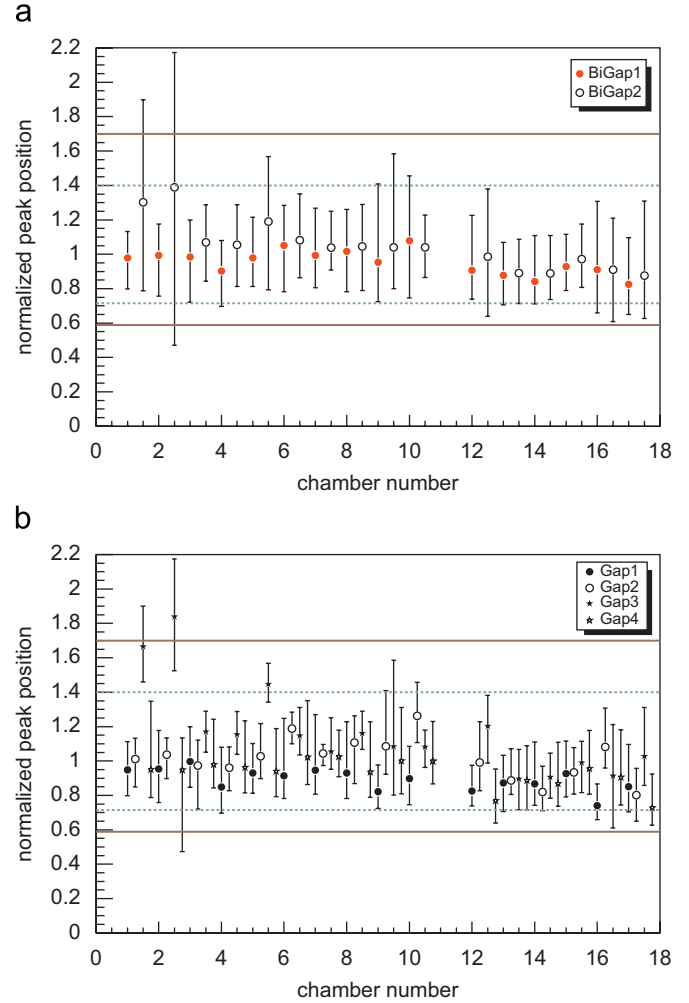 a
2.2
2
1.8
1.6
1.4
1.2
1
0.8
0.6
0.4
0.2
0
normalized peak position
BiGap1
BiGap2
0 2 4 6 8 10 12 14 16 18
chamber number
b
2.2
2
1.8
1.6
1.4
1.2
1
0.8
0.6
0.4
0.2
0
normalized peak position
Gap1
Gap2
Gap3
Gap4
0 2 4 6 8 10 12 14 16 18
chamber number